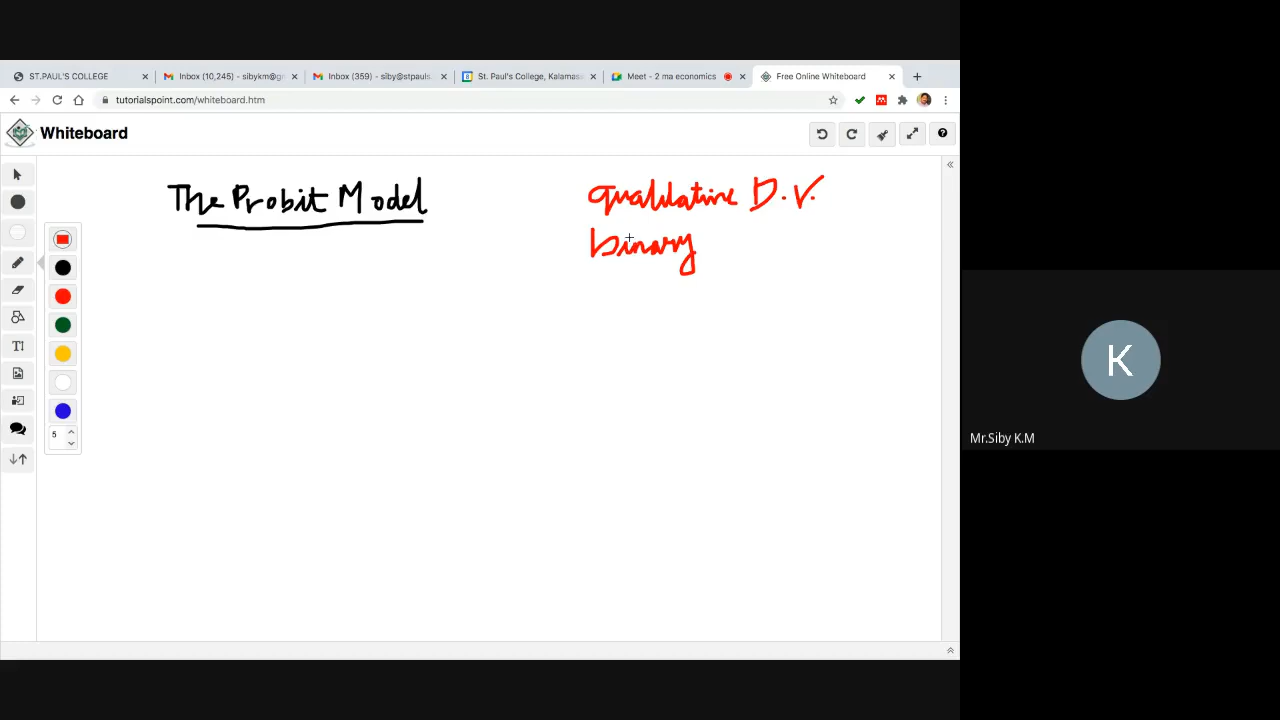 ST.PAUL'S COLLEGE
Inbox (10,245) - sibykm@gm
Inbox (359) - siby@stpauls.
St. Paul's College, Kalamass
Meet - 2 ma economics
Free Online Whiteboard
tutorialspoint.com/whiteboard.htm
Whiteboard
The Probit Model
qualitative D.V.
binary
5
K
Mr.Siby K.M